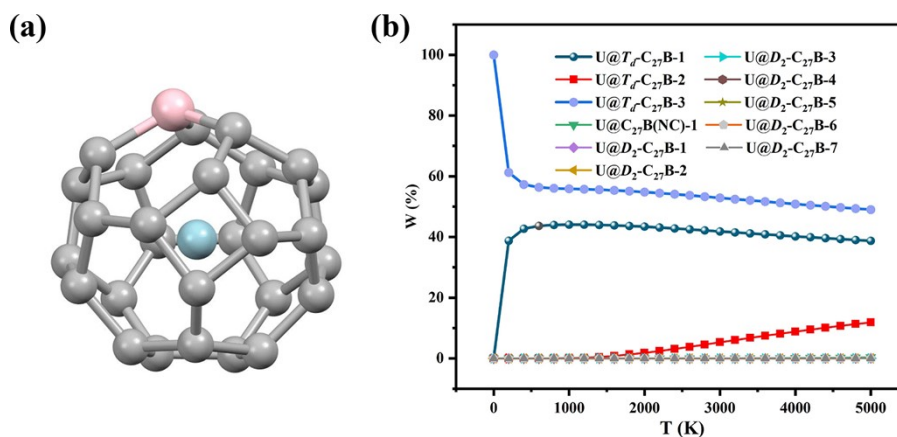 (a)
(b)
100
80
60
40
20
0
W (%)
U@Td-C27B-1
U@Td-C27B-2
U@Td-C27B-3
U@C27B(NC)-1
U@D2-C27B-1
U@D2-C27B-2
U@D2-C27B-3
U@D2-C27B-4
U@D2-C27B-5
U@D2-C27B-6
U@D2-C27B-7
0 1000 2000 3000 4000 5000
T (K)